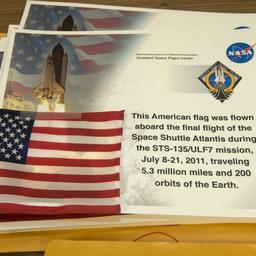 National Aeronautics and Space Administration
Goddard Space Flight Center
NASA
This American flag was flown
aboard the final flight of the
Space Shuttle Atlantis during
the STS-135/ULF7 mission,
July 8-21, 2011, traveling
5.3 million miles and 200
orbits of the Earth.